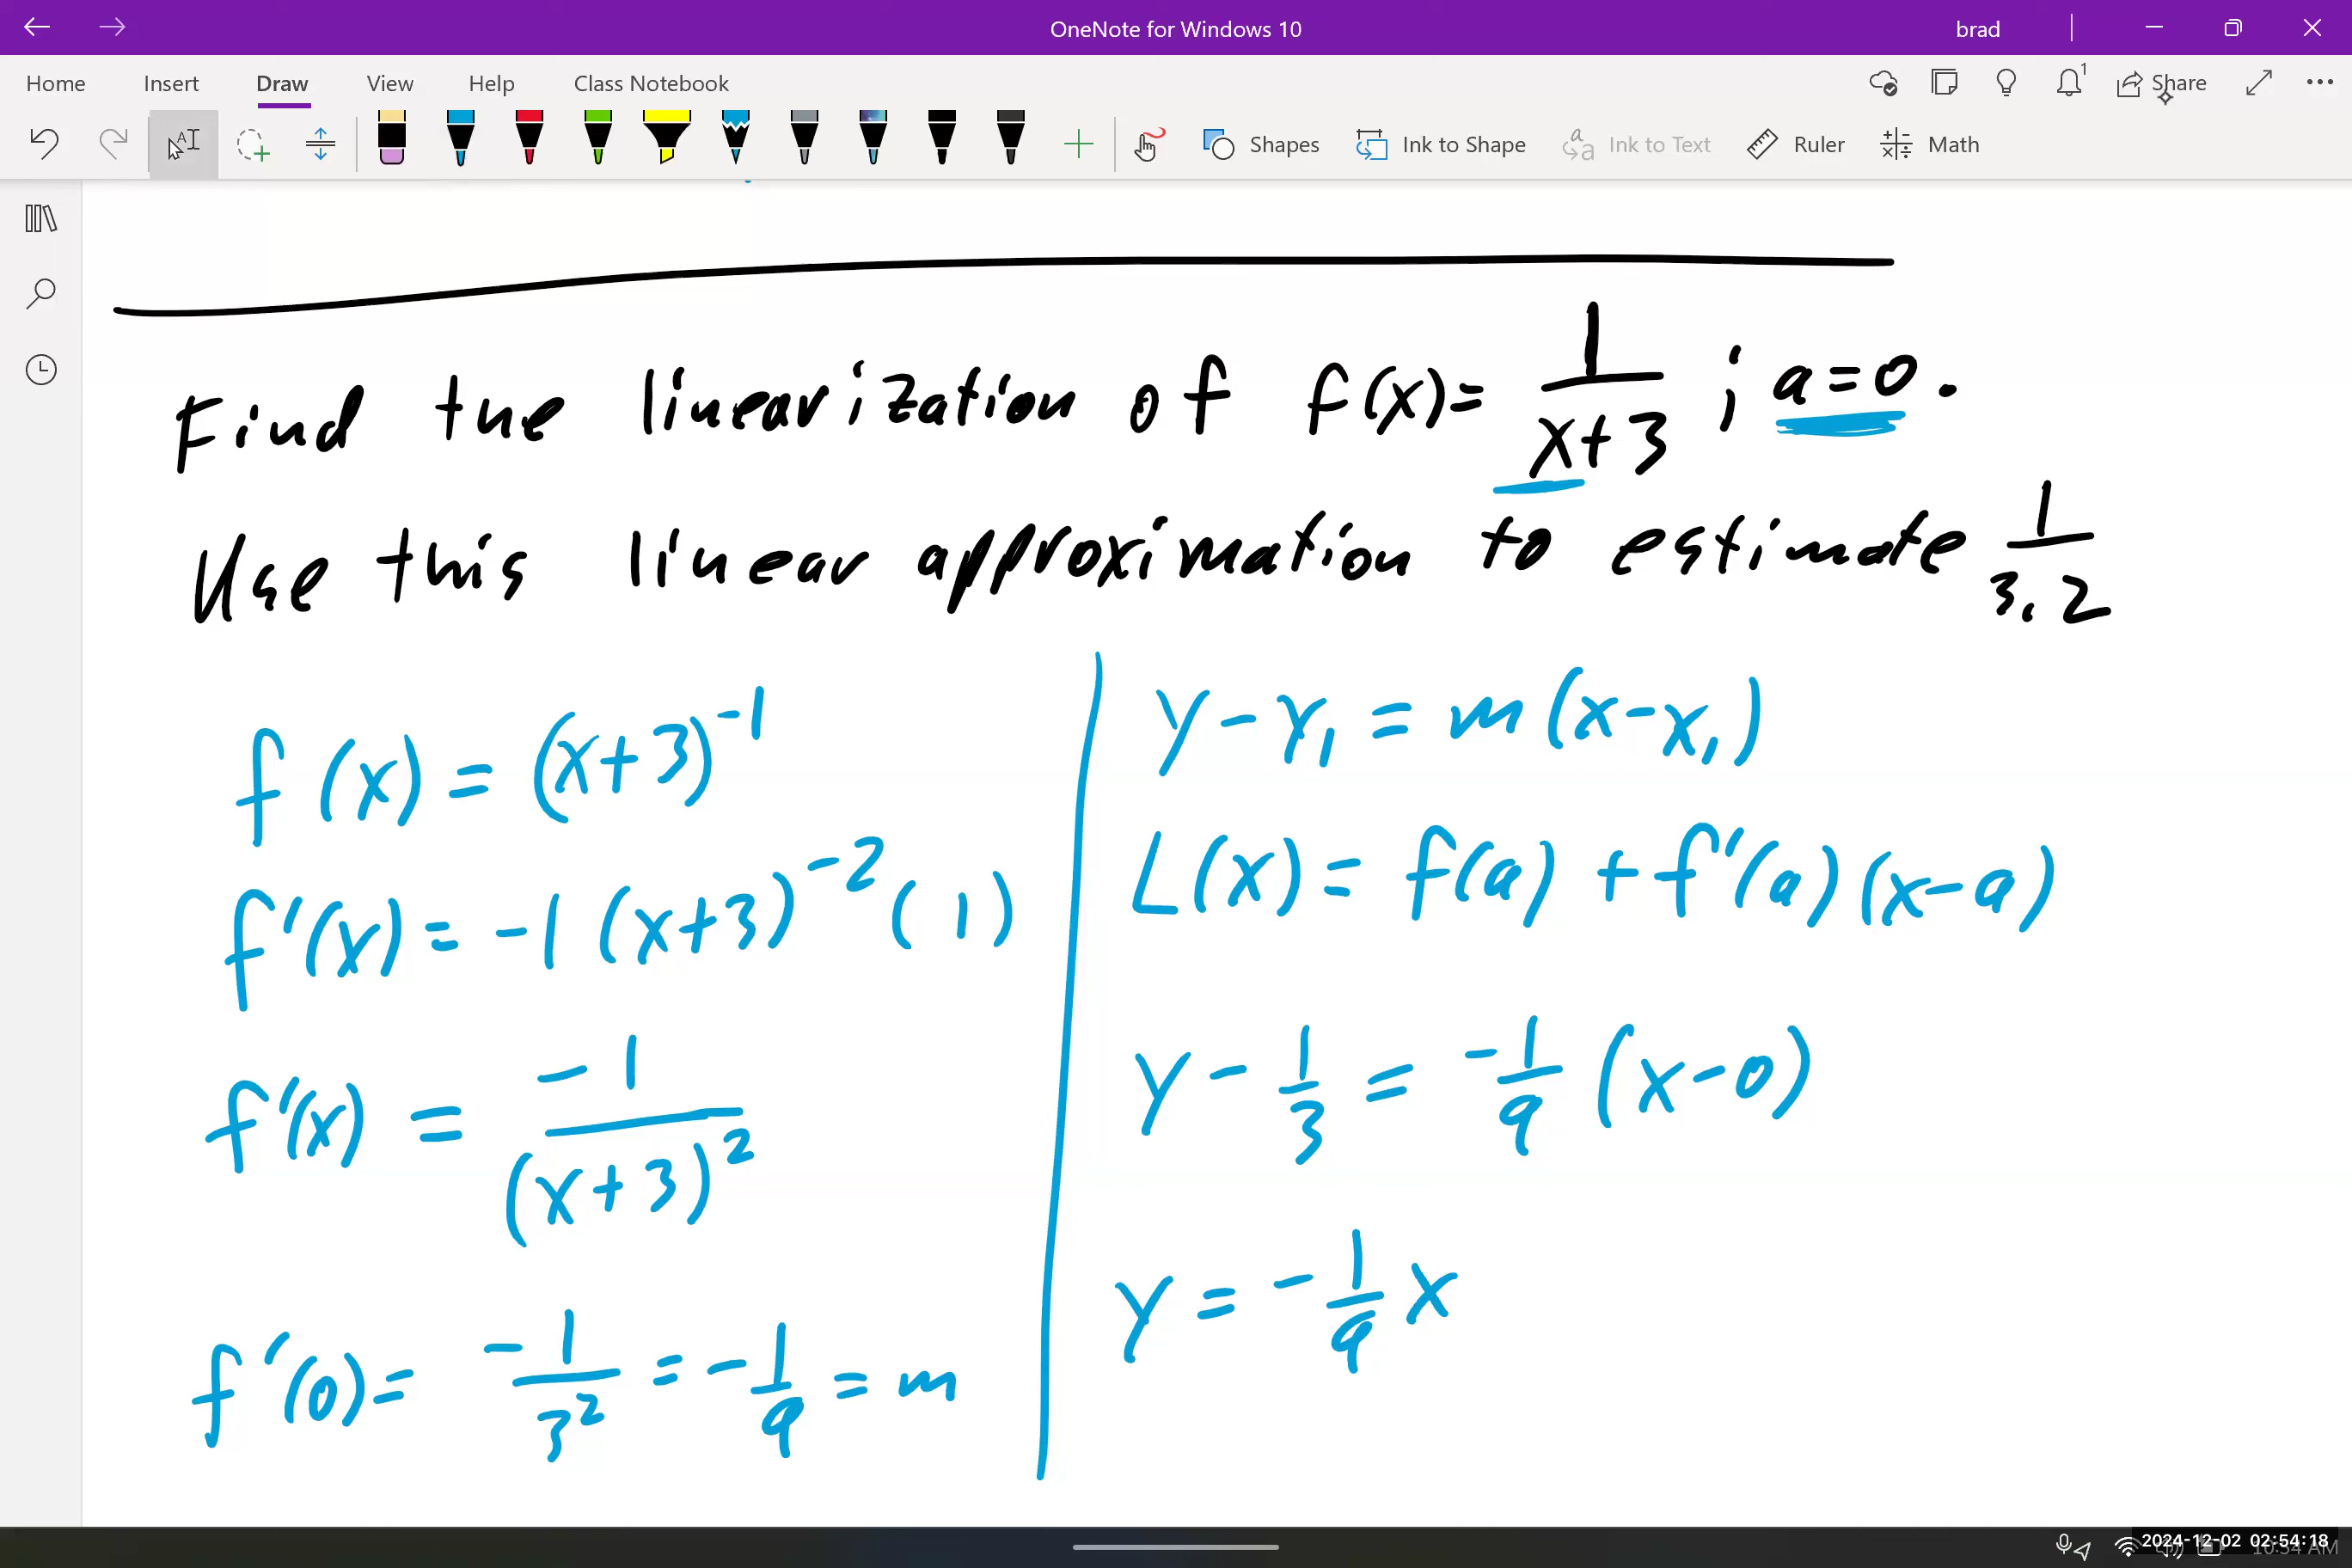 OneNote for Windows 10
brad
Home Insert Draw View Help Class Notebook
1
Share
Shapes Ink to Shape Ink to Text Ruler Math
Find the linearization of f(x)= 1/(x+3) ; a=0.
Use this linear approximation to estimate 1/3.2
f(x) = (x+3)^-1
f'(x) = -1(x+3)^-2 (1)
f'(x) = -1/(x+3)^2
f'(0) = -1/3^2 = -1/9 = m
y - y₁ = m(x-x₁)
L(x) = f(a) + f'(a)(x-a)
y - 1/3 = -1/9 (x-0)
y = -1/9 x
2024-12-02 02:54:18